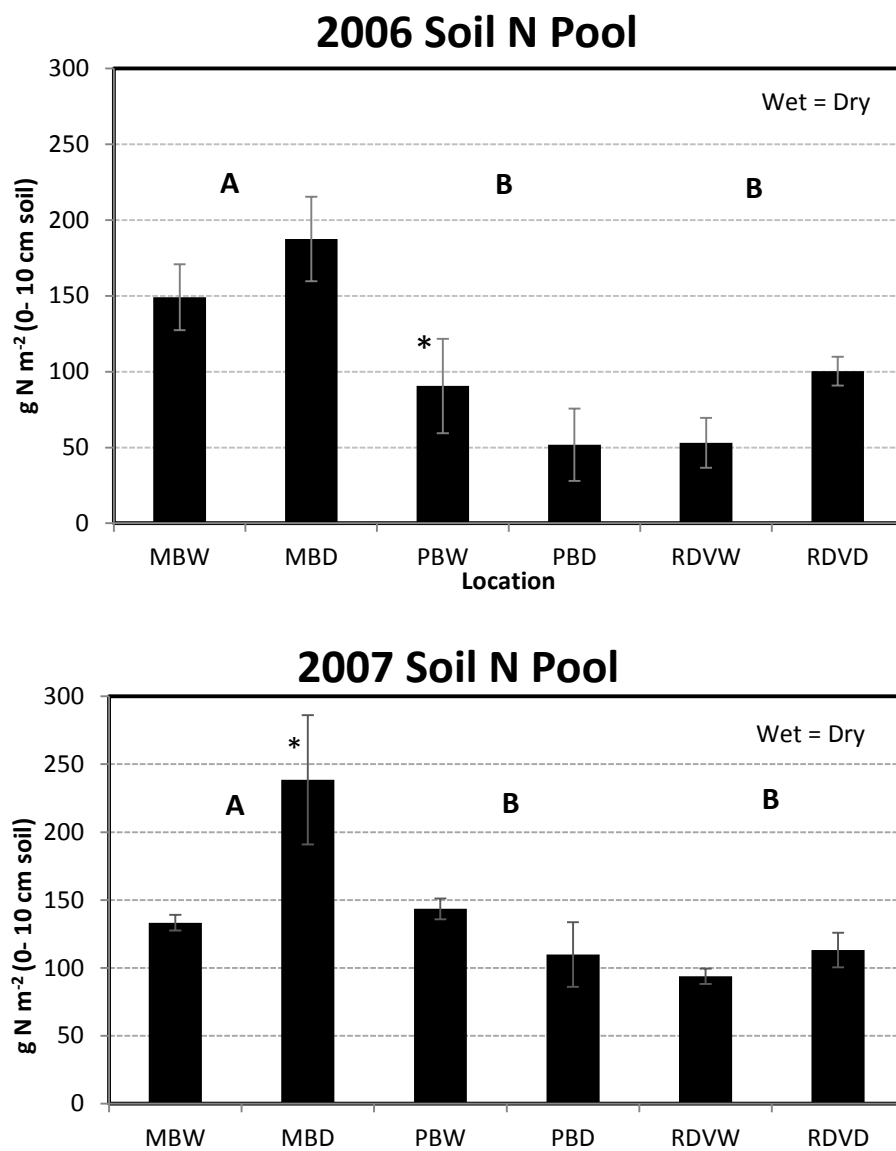 2006 Soil N Pool
300
Wet = Dry
250
A B B
200
150
*
100
50
0
g N m-2 (0- 10 cm soil)
MBW MBD PBW PBD RDVW RDVD
Location
2007 Soil N Pool
300
Wet = Dry
*
250
A B B
200
150
100
50
0
g N m-2 (0- 10 cm soil)
MBW MBD PBW PBD RDVW RDVD